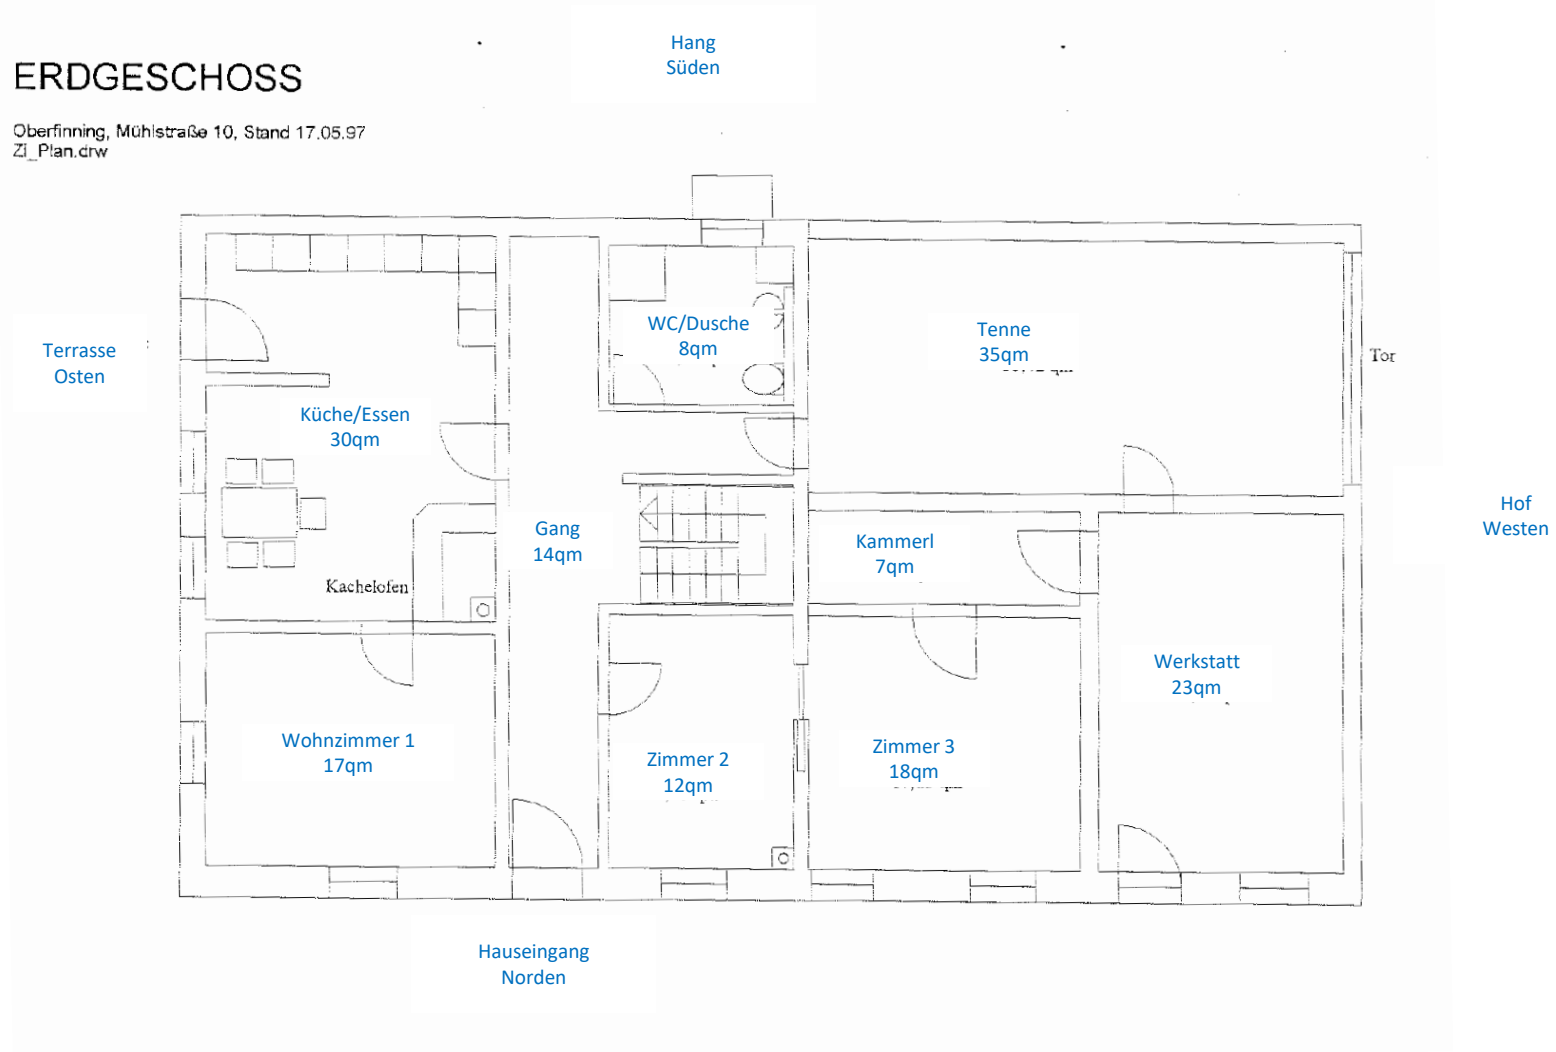 ERDGESCHOSS
Oberfinning, Mühlstraße 10, Stand 17.05.97
Zi_Plan.drw
Hang
Süden
Terrasse
Osten
WC/Dusche
8qm
Tenne
35qm
Tor
Küche/Essen
30qm
Gang
14qm
Kammerl
7qm
Hof
Westen
Kachelofen
Werkstatt
23qm
Wohnzimmer 1
17qm
Zimmer 2
12qm
Zimmer 3
18qm
Hauseingang
Norden